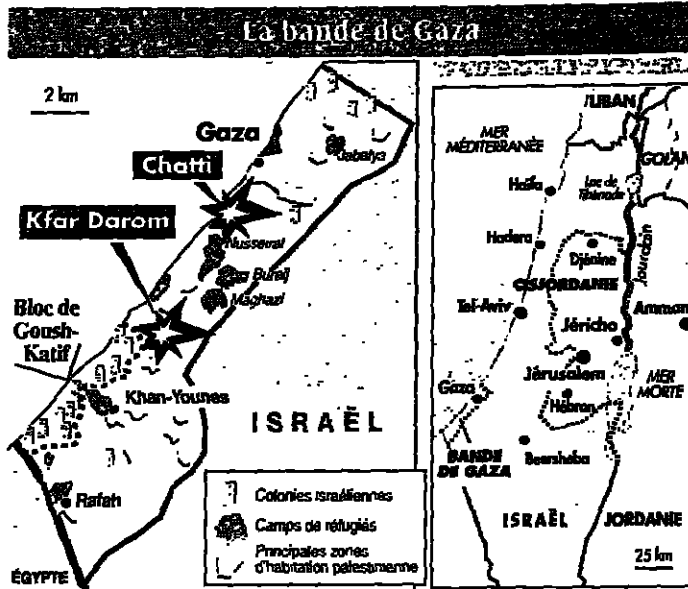 La bande de Gaza
2 km
Gaza
Jabalya
Chatti
Kfar Darom
Nusseirat
Bureij
Maghazi
Bloc de
Goush-
Katif
Khan-Younes
ISRAËL
Rafah
ÉGYPTE
Colonies israéliennes
Camps de réfugiés
Principales zones
d'habitation palestinienne
LIBAN
MER
MÉDITERRANÉE
GOLAN
Haïfa
Lac de
Tibériade
Hadera
Djénine
Jourdain
CISJORDANIE
Tel-Aviv
Amman
Jéricho
Jérusalem
Gaza
Hébron
MER
MORTE
BANDE
DE GAZA
Beersheba
ISRAËL
JORDANIE
25 km